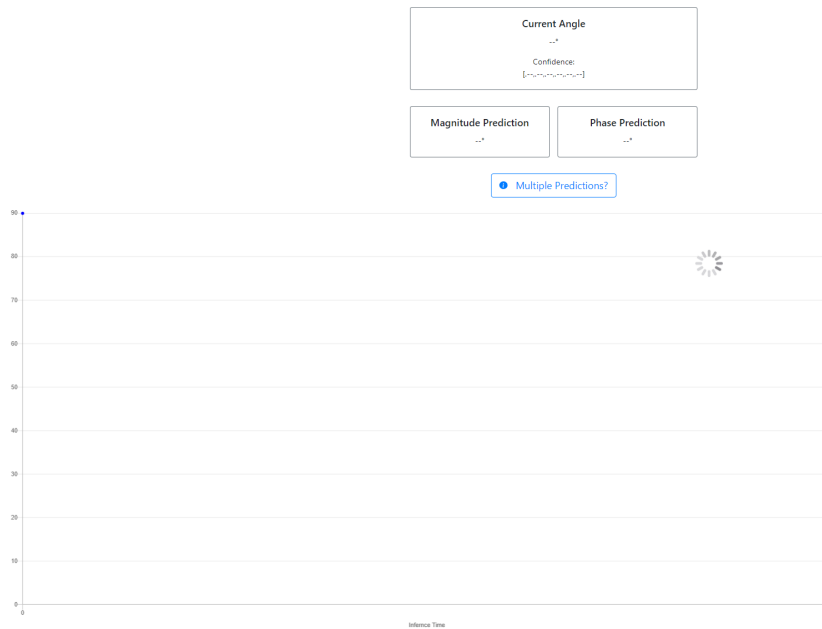 Current Angle
--°
Confidence:
[.--,.--,.--,.--,.--,.--]
Magnitude Prediction
--°
Phase Prediction
--°
Multiple Predictions?
90
80
70
60
50
40
30
20
10
0
0
Infernce Time